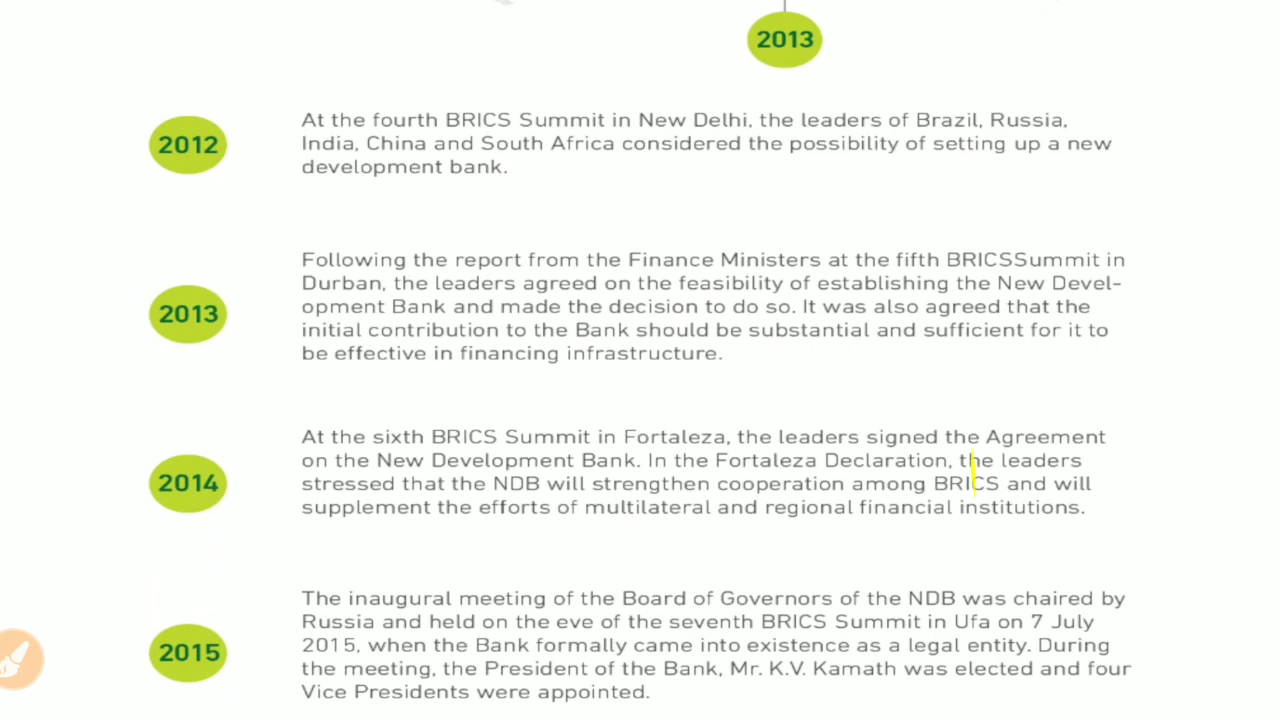 2013
2012
At the fourth BRICS Summit in New Delhi, the leaders of Brazil, Russia,
India, China and South Africa considered the possibility of setting up a new
development bank.
2013
Following the report from the Finance Ministers at the fifth BRICSSummit in
Durban, the leaders agreed on the feasibility of establishing the New Devel-
opment Bank and made the decision to do so. It was also agreed that the
initial contribution to the Bank should be substantial and sufficient for it to
be effective in financing infrastructure.
2014
At the sixth BRICS Summit in Fortaleza, the leaders signed the Agreement
on the New Development Bank. In the Fortaleza Declaration, the leaders
stressed that the NDB will strengthen cooperation among BRICS and will
supplement the efforts of multilateral and regional financial institutions.
2015
The inaugural meeting of the Board of Governors of the NDB was chaired by
Russia and held on the eve of the seventh BRICS Summit in Ufa on 7 July
2015, when the Bank formally came into existence as a legal entity. During
the meeting, the President of the Bank, Mr. K.V. Kamath was elected and four
Vice Presidents were appointed.